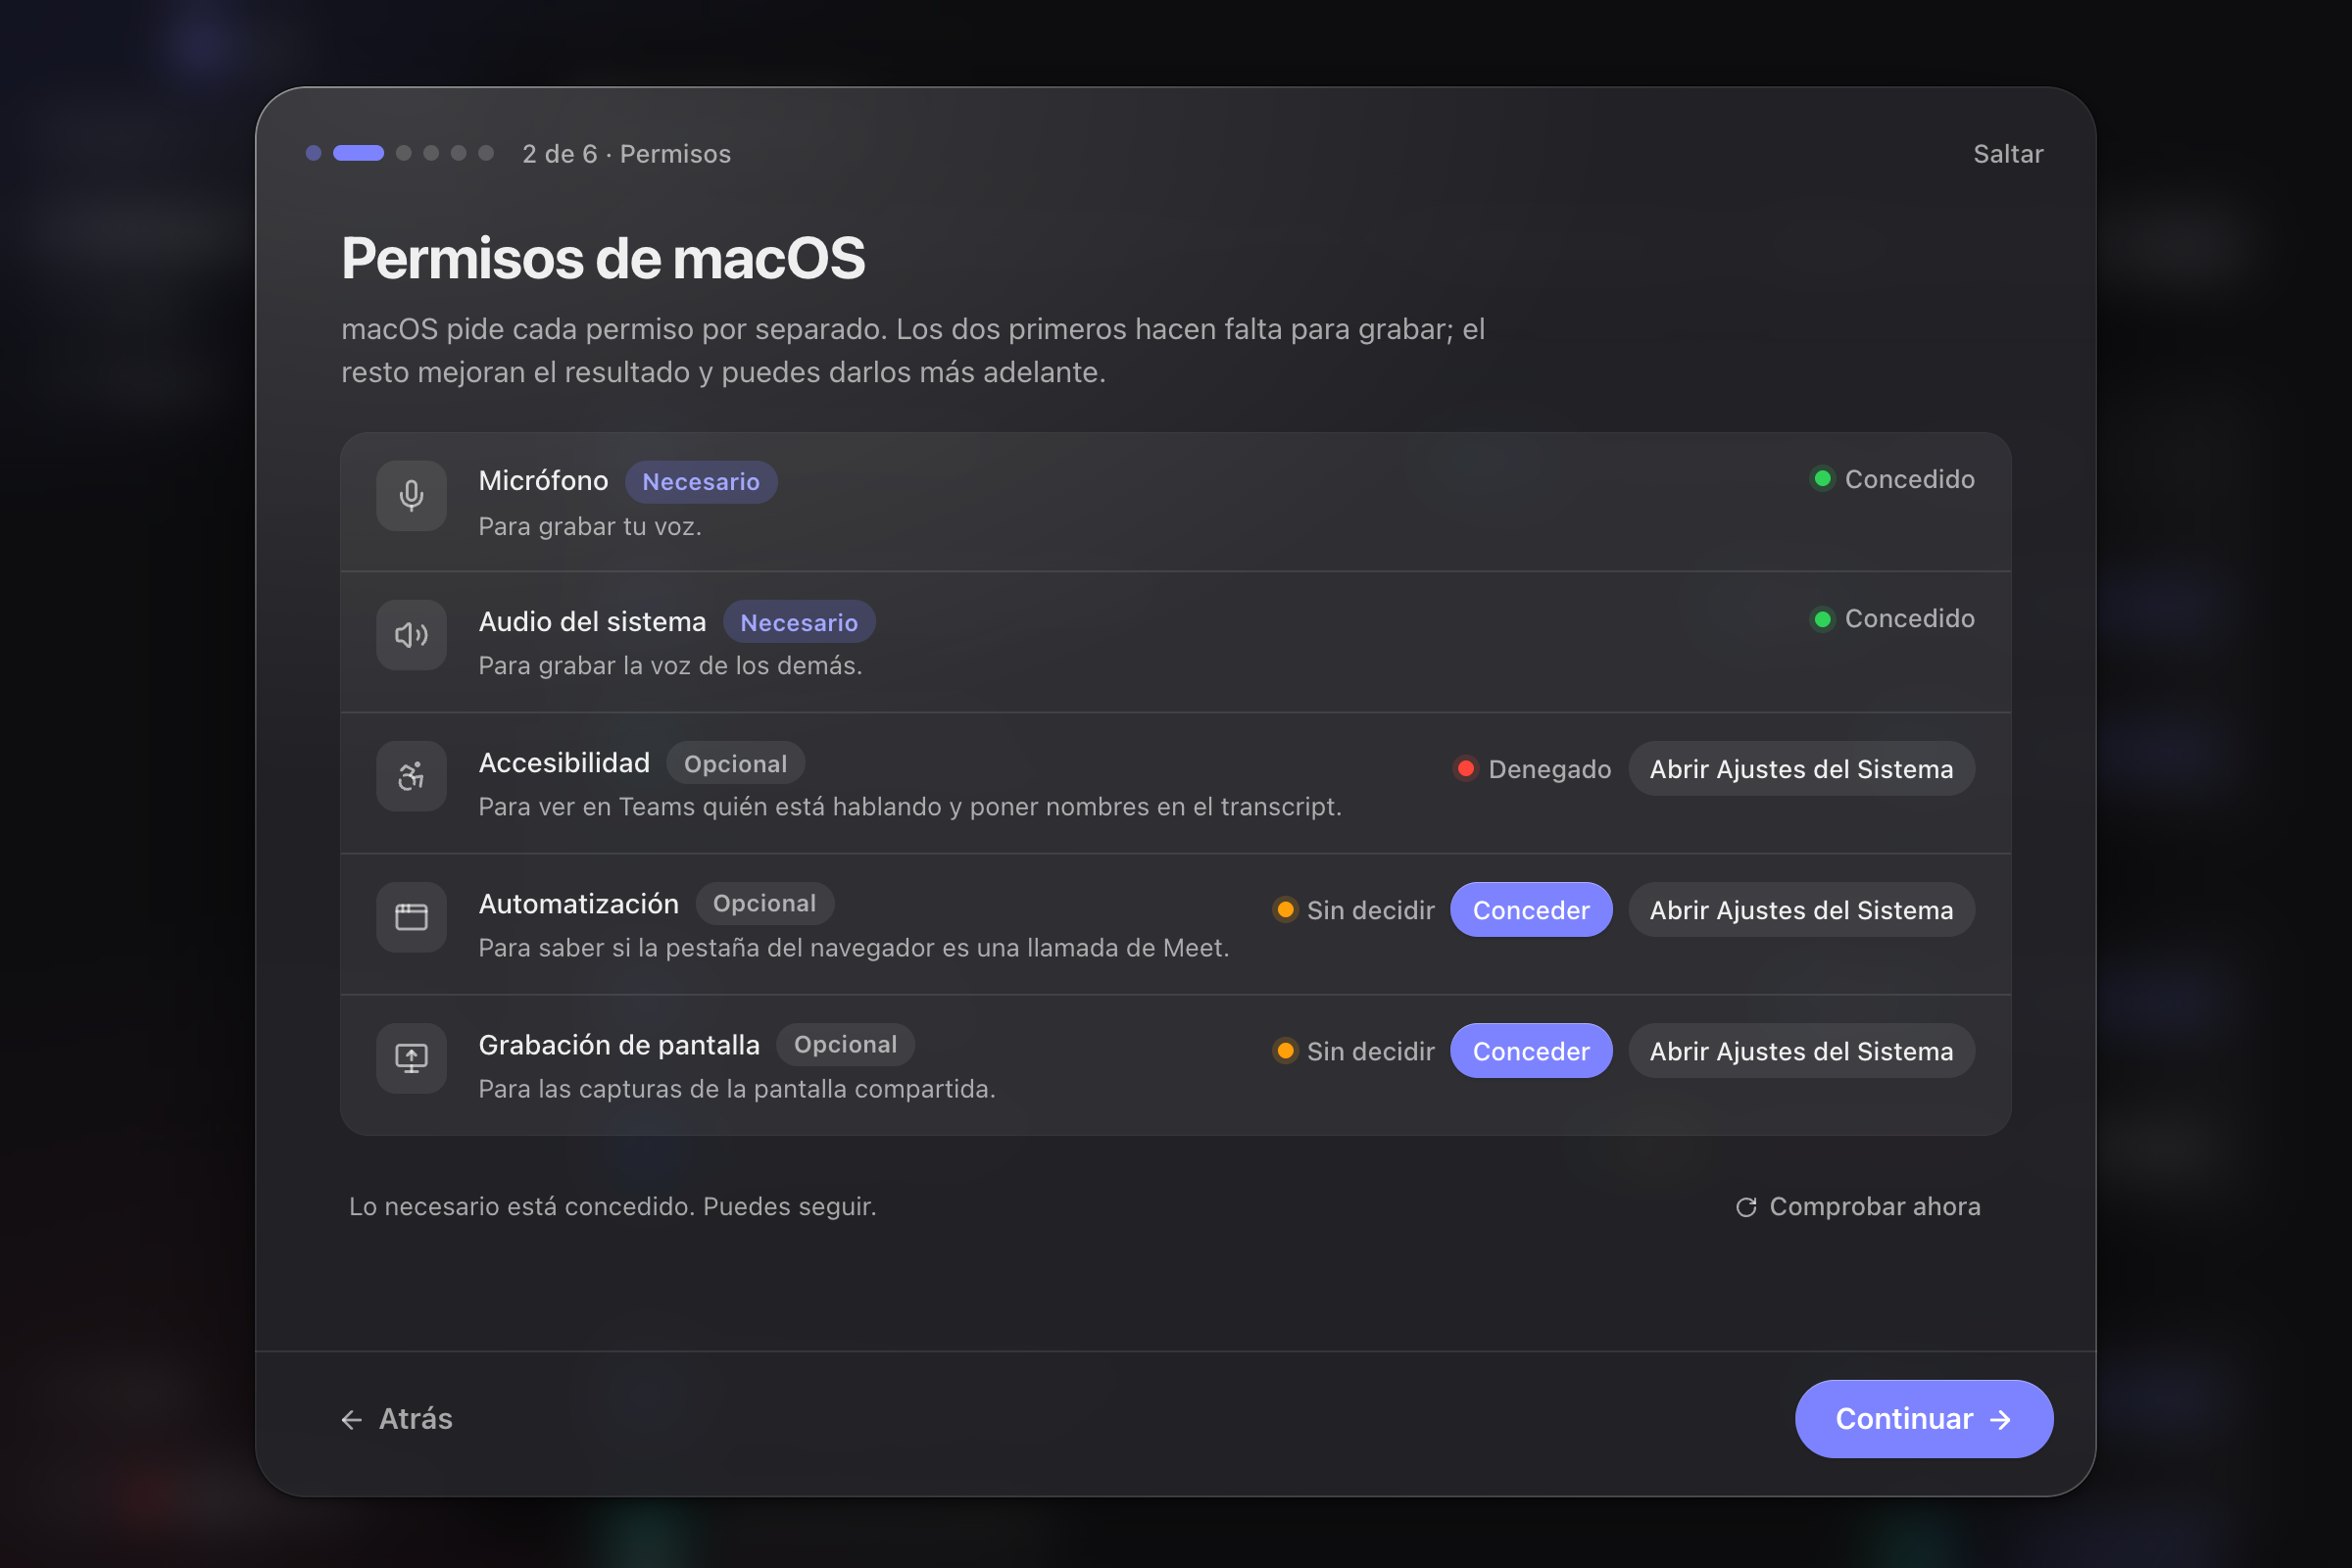 2 de 6 · Permisos
Saltar
Permisos de macOS
macOS pide cada permiso por separado. Los dos primeros hacen falta para grabar; el
resto mejoran el resultado y puedes darlos más adelante.
Micrófono
Necesario
Concedido
Para grabar tu voz.
Audio del sistema
Necesario
Concedido
Para grabar la voz de los demás.
Accesibilidad
Opcional
Denegado
Abrir Ajustes del Sistema
Para ver en Teams quién está hablando y poner nombres en el transcript.
Automatización
Opcional
Sin decidir
Conceder
Abrir Ajustes del Sistema
Para saber si la pestaña del navegador es una llamada de Meet.
Grabación de pantalla
Opcional
Sin decidir
Conceder
Abrir Ajustes del Sistema
Para las capturas de la pantalla compartida.
Lo necesario está concedido. Puedes seguir.
Comprobar ahora
Atrás
Continuar